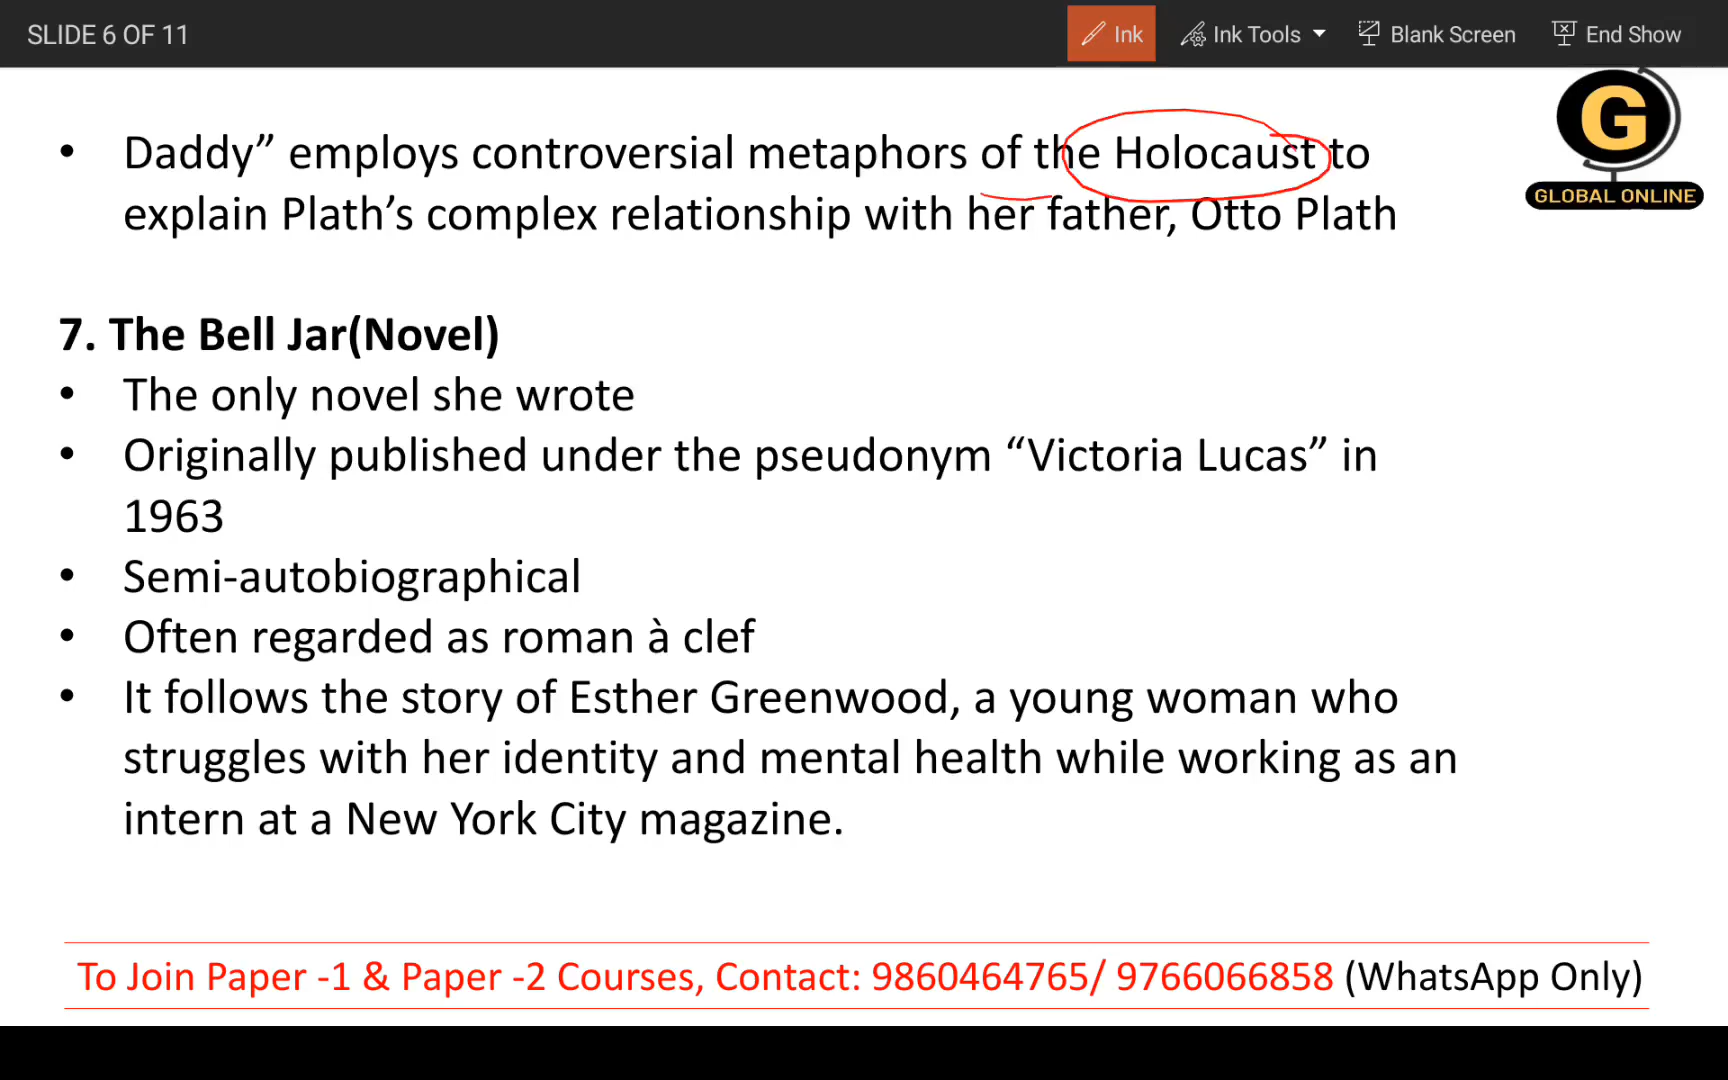 SLIDE 6 OF 11
Ink
Ink Tools
Blank Screen
End Show
G
GLOBAL ONLINE
• Daddy” employs controversial metaphors of the Holocaust to
explain Plath’s complex relationship with her father, Otto Plath
7. The Bell Jar(Novel)
• The only novel she wrote
• Originally published under the pseudonym “Victoria Lucas” in
1963
• Semi-autobiographical
• Often regarded as roman à clef
• It follows the story of Esther Greenwood, a young woman who
struggles with her identity and mental health while working as an
intern at a New York City magazine.
To Join Paper -1 & Paper -2 Courses, Contact: 9860464765/ 9766066858 (WhatsApp Only)